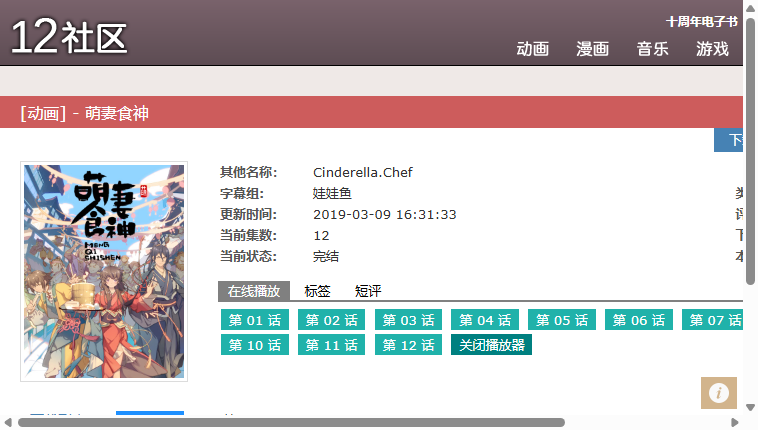 12社区
十周年电子书
动画 漫画 音乐 游戏
[动画] - 萌妻食神
萌妻食神
MENG QI SHISHEN
其他名称: Cinderella.Chef
字幕组: 娃娃鱼
更新时间: 2019-03-09 16:31:33
当前集数: 12
当前状态: 完结
在线播放 标签 短评
第 01 话 第 02 话 第 03 话 第 04 话 第 05 话 第 06 话 第 07 话
第 10 话 第 11 话 第 12 话 关闭播放器